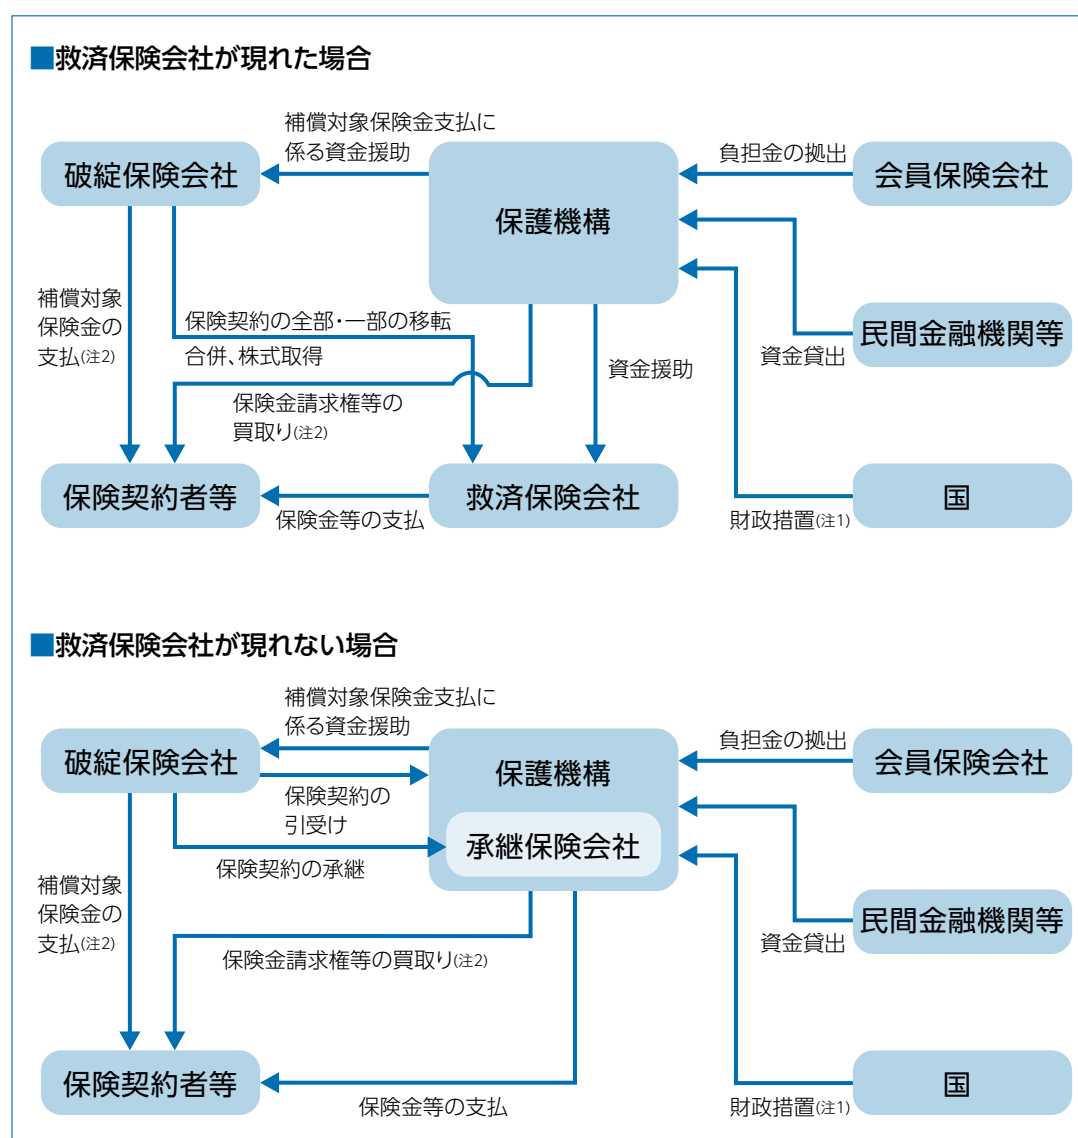 ■救済保険会社が現れた場合
補償対象保険金支払に
係る資金援助
破綻保険会社
保護機構
負担金の拠出
会員保険会社
補償対象
保険金の
支払(注2)
保険契約の全部・一部の移転
合併、株式取得
保険金請求権等の
買取り(注2)
資金援助
民間金融機関等
資金貸出
保険契約者等
保険金等の支払
救済保険会社
財政措置(注1)
国
■救済保険会社が現れない場合
補償対象保険金支払に
係る資金援助
破綻保険会社
保護機構
負担金の拠出
会員保険会社
保険契約の
引受け
承継保険会社
保険契約の承継
補償対象
保険金の
支払(注2)
保険金請求権等の買取り(注2)
民間金融機関等
資金貸出
保険契約者等
保険金等の支払
財政措置(注1)
国